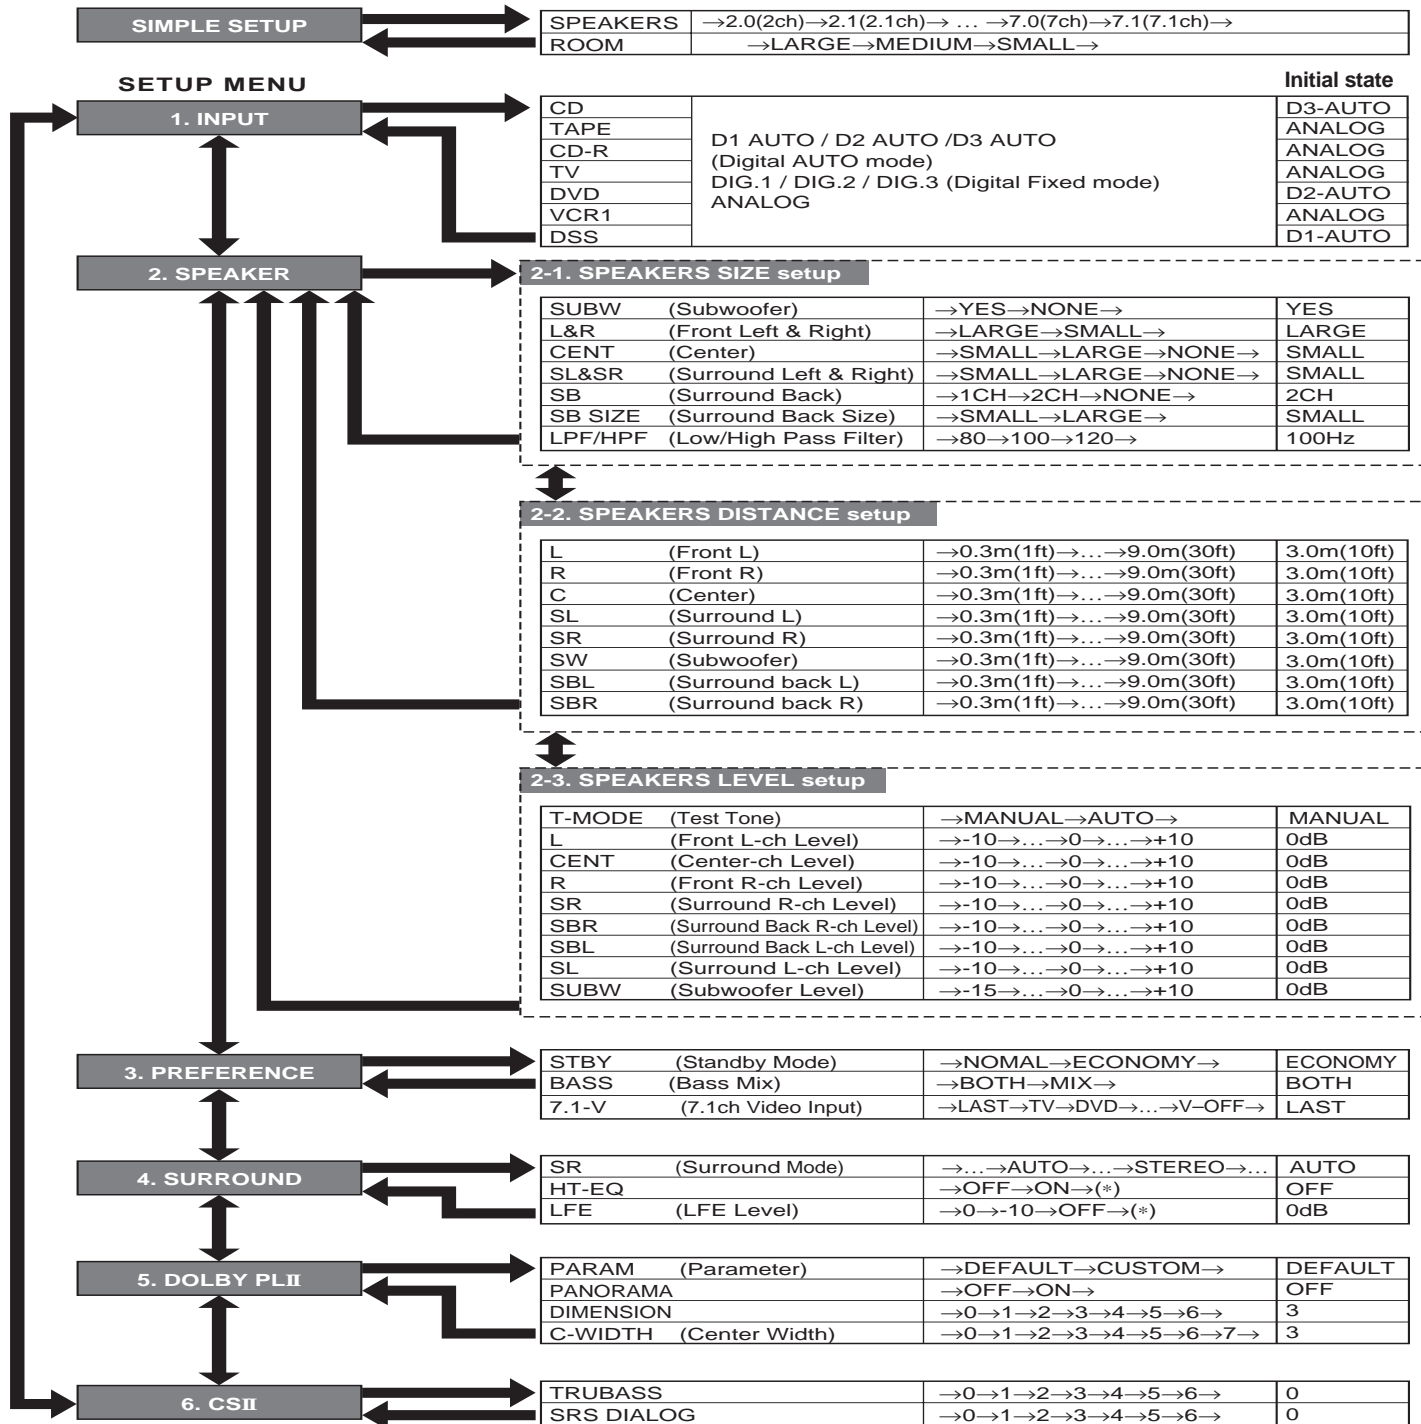 SIMPLE SETUP
SPEAKERS →2.0(2ch)→2.1(2.1ch)→ … →7.0(7ch)→7.1(7.1ch)→
ROOM →LARGE→MEDIUM→SMALL→
SETUP MENU
Initial state
1. INPUT
CD D3-AUTO
TAPE ANALOG
CD-R ANALOG
TV ANALOG
DVD D2-AUTO
VCR1 ANALOG
DSS D1-AUTO
D1 AUTO / D2 AUTO /D3 AUTO
(Digital AUTO mode)
DIG.1 / DIG.2 / DIG.3 (Digital Fixed mode)
ANALOG
2. SPEAKER
2-1. SPEAKERS SIZE setup
SUBW (Subwoofer) →YES→NONE→ YES
L&R (Front Left & Right) →LARGE→SMALL→ LARGE
CENT (Center) →SMALL→LARGE→NONE→ SMALL
SL&SR (Surround Left & Right) →SMALL→LARGE→NONE→ SMALL
SB (Surround Back) →1CH→2CH→NONE→ 2CH
SB SIZE (Surround Back Size) →SMALL→LARGE→ SMALL
LPF/HPF (Low/High Pass Filter) →80→100→120→ 100Hz
2-2. SPEAKERS DISTANCE setup
L (Front L) →0.3m(1ft)→…→9.0m(30ft) 3.0m(10ft)
R (Front R) →0.3m(1ft)→…→9.0m(30ft) 3.0m(10ft)
C (Center) →0.3m(1ft)→…→9.0m(30ft) 3.0m(10ft)
SL (Surround L) →0.3m(1ft)→…→9.0m(30ft) 3.0m(10ft)
SR (Surround R) →0.3m(1ft)→…→9.0m(30ft) 3.0m(10ft)
SW (Subwoofer) →0.3m(1ft)→…→9.0m(30ft) 3.0m(10ft)
SBL (Surround back L) →0.3m(1ft)→…→9.0m(30ft) 3.0m(10ft)
SBR (Surround back R) →0.3m(1ft)→…→9.0m(30ft) 3.0m(10ft)
2-3. SPEAKERS LEVEL setup
T-MODE (Test Tone) →MANUAL→AUTO→ MANUAL
L (Front L-ch Level) →-10→…→0→…→+10 0dB
CENT (Center-ch Level) →-10→…→0→…→+10 0dB
R (Front R-ch Level) →-10→…→0→…→+10 0dB
SR (Surround R-ch Level) →-10→…→0→…→+10 0dB
SBR (Surround Back R-ch Level) →-10→…→0→…→+10 0dB
SBL (Surround Back L-ch Level) →-10→…→0→…→+10 0dB
SL (Surround L-ch Level) →-10→…→0→…→+10 0dB
SUBW (Subwoofer Level) →-15→…→0→…→+10 0dB
3. PREFERENCE
STBY (Standby Mode) →NOMAL→ECONOMY→ ECONOMY
BASS (Bass Mix) →BOTH→MIX→ BOTH
7.1-V (7.1ch Video Input) →LAST→TV→DVD→…→V–OFF→ LAST
4. SURROUND
SR (Surround Mode) →…→AUTO→…→STEREO→… AUTO
HT-EQ →OFF→ON→(*) OFF
LFE (LFE Level) →0→-10→OFF→(*) 0dB
5. DOLBY PLII
PARAM (Parameter) →DEFAULT→CUSTOM→ DEFAULT
PANORAMA →OFF→ON→ OFF
DIMENSION →0→1→2→3→4→5→6→ 3
C-WIDTH (Center Width) →0→1→2→3→4→5→6→7→ 3
6. CSII
TRUBASS →0→1→2→3→4→5→6→ 0
SRS DIALOG →0→1→2→3→4→5→6→ 0